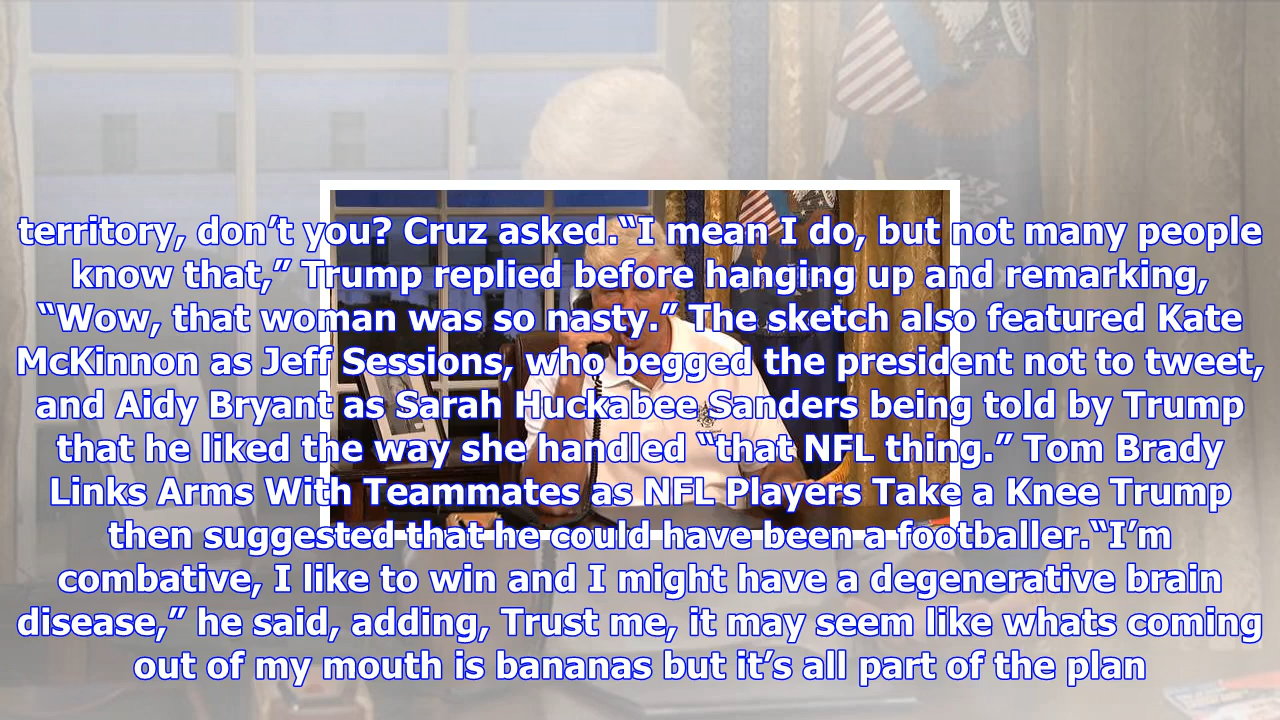 territory, don’t you? Cruz asked.“I mean I do, but not many people
know that,” Trump replied before hanging up and remarking,
“Wow, that woman was so nasty.” The sketch also featured Kate
McKinnon as Jeff Sessions, who begged the president not to tweet,
and Aidy Bryant as Sarah Huckabee Sanders being told by Trump
that he liked the way she handled “that NFL thing.” Tom Brady
Links Arms With Teammates as NFL Players Take a Knee Trump
then suggested that he could have been a footballer.“I’m
combative, I like to win and I might have a degenerative brain
disease,” he said, adding, Trust me, it may seem like whats coming
out of my mouth is bananas but it’s all part of the plan